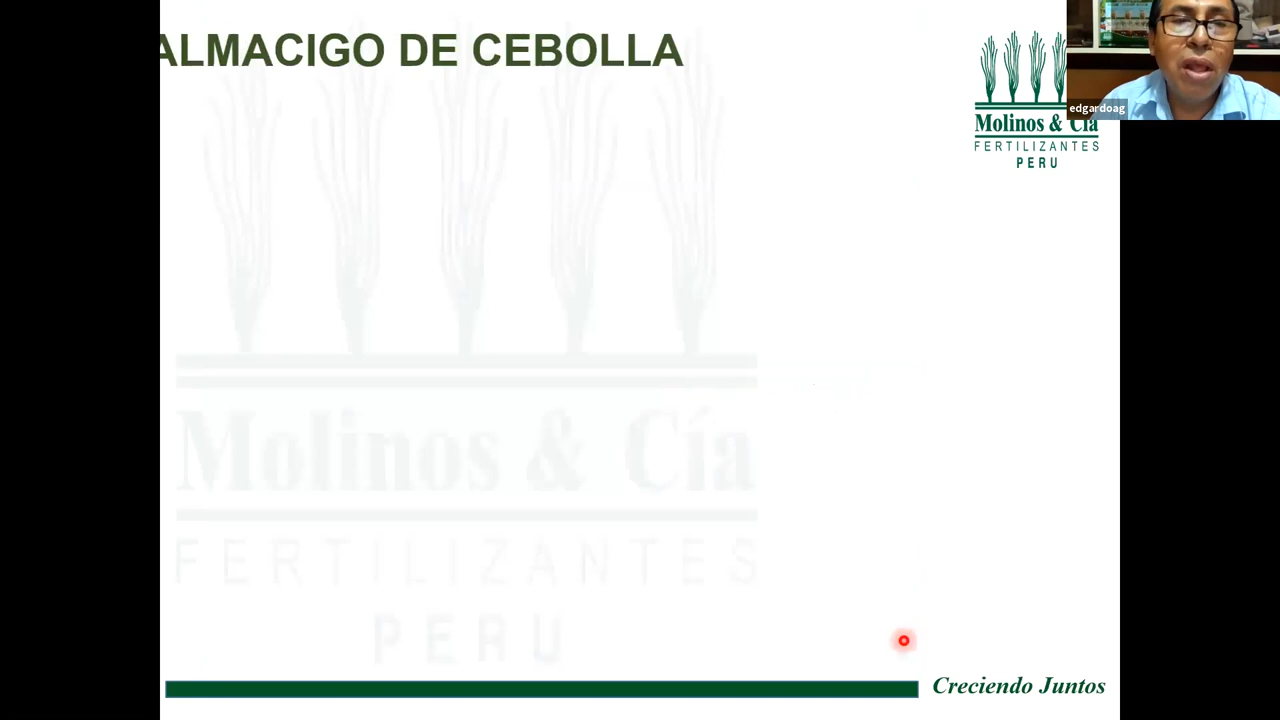 ALMACIGO DE CEBOLLA
edgardoag
Molinos & Cía
FERTILIZANTES
PERU
Molinos & Cía
FERTILIZANTES
PERU
Creciendo Juntos